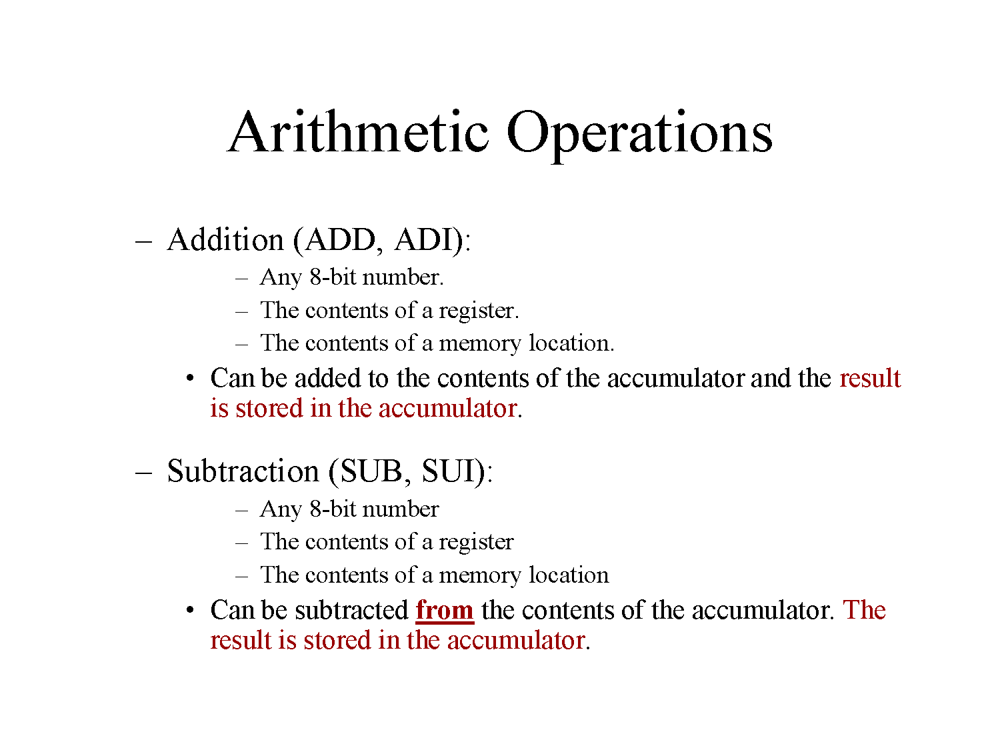 Arithmetic Operations
– Addition (ADD, ADI):
– Any 8-bit number.
– The contents of a register.
– The contents of a memory location.
• Can be added to the contents of the accumulator and the result
is stored in the accumulator.
– Subtraction (SUB, SUI):
– Any 8-bit number
– The contents of a register
– The contents of a memory location
• Can be subtracted from the contents of the accumulator. The
result is stored in the accumulator.